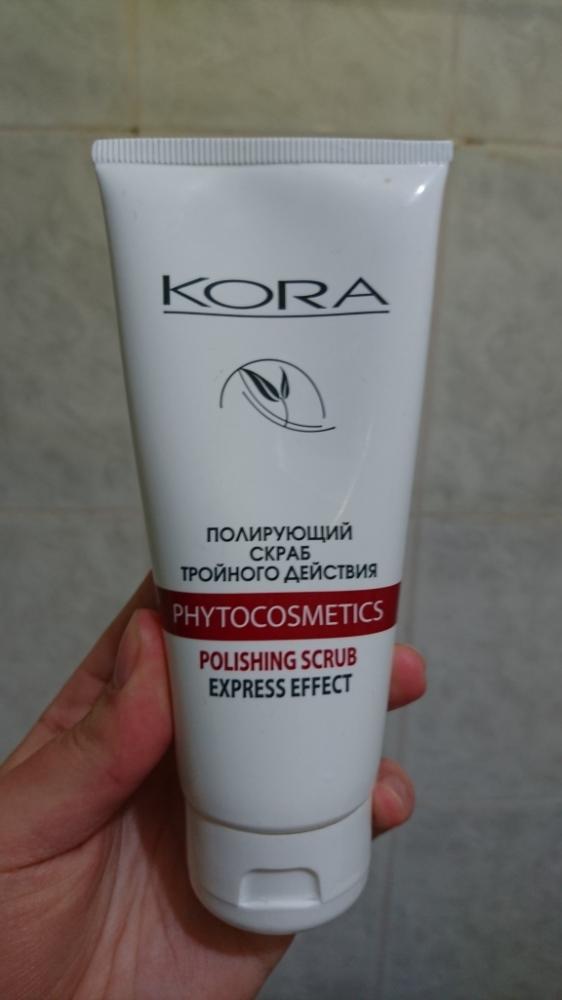 KORA
ПОЛИРУЮЩИЙ
СКРАБ
ТРОЙНОГО ДЕЙСТВИЯ
PHYTOCOSMETICS
POLISHING SCRUB
EXPRESS EFFECT